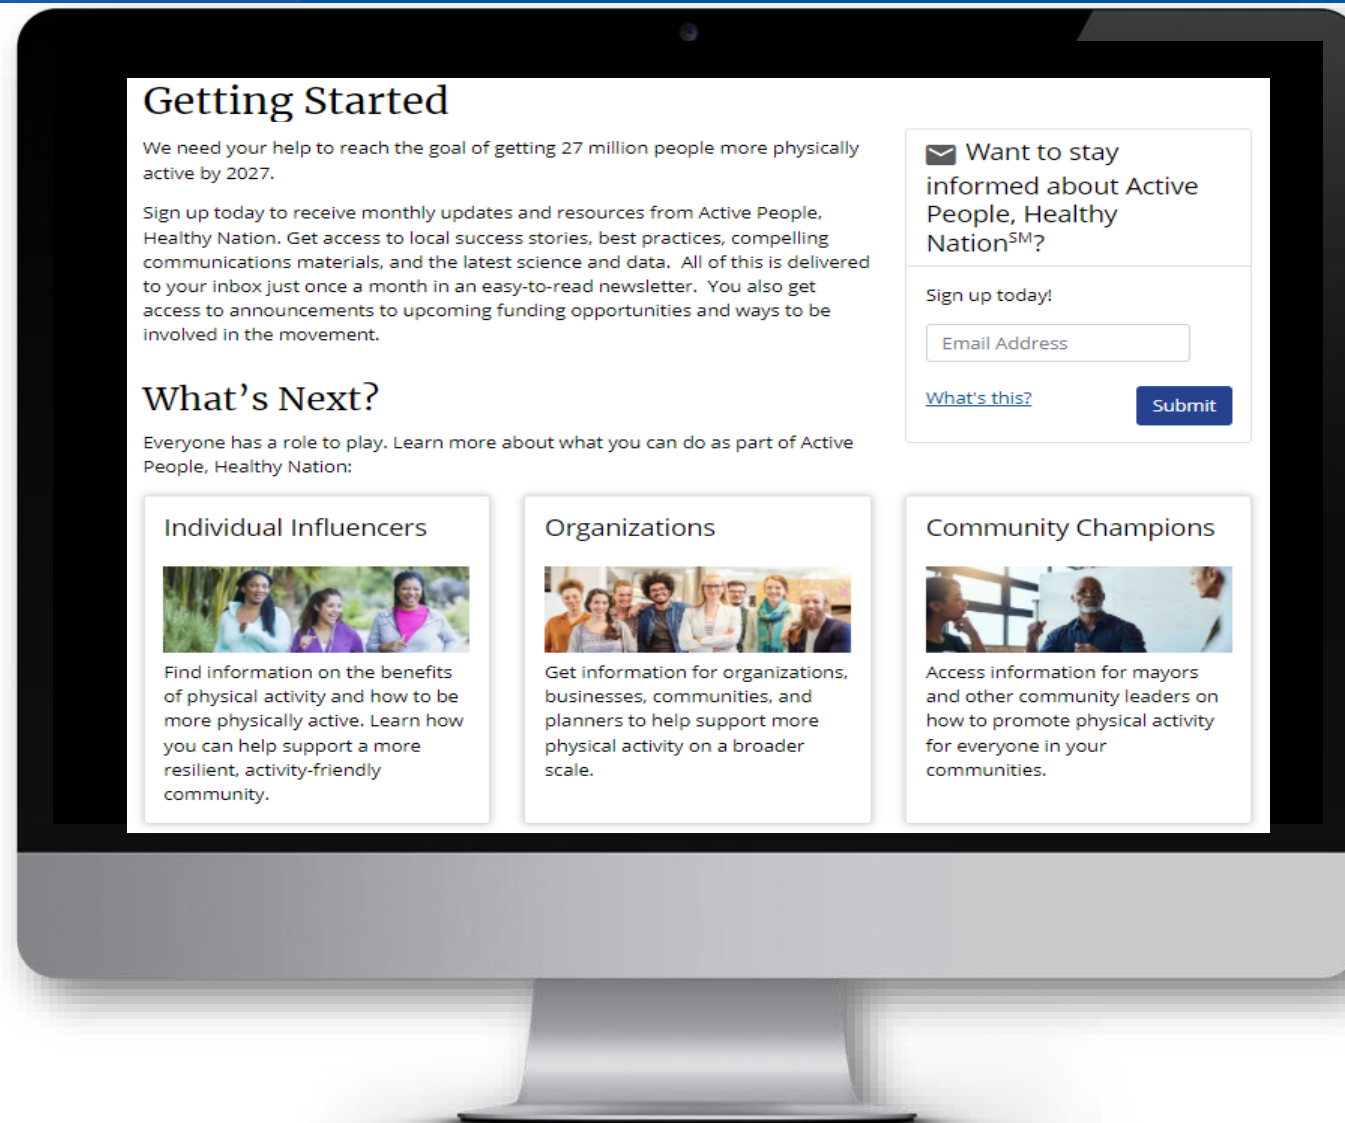 Getting Started
We need your help to reach the goal of getting 27 million people more physically
active by 2027.
Sign up today to receive monthly updates and resources from Active People,
Healthy Nation. Get access to local success stories, best practices, compelling
communications materials, and the latest science and data.  All of this is delivered
to your inbox just once a month in an easy-to-read newsletter.  You also get
access to announcements to upcoming funding opportunities and ways to be
involved in the movement.
Want to stay
informed about Active
People, Healthy
Nation℠?
Sign up today!
Email Address
What's this?
Submit
What’s Next?
Everyone has a role to play. Learn more about what you can do as part of Active
People, Healthy Nation:
Individual Influencers
Find information on the benefits
of physical activity and how to be
more physically active. Learn how
you can help support a more
resilient, activity-friendly
community.
Organizations
Get information for organizations,
businesses, communities, and
planners to help support more
physical activity on a broader
scale.
Community Champions
Access information for mayors
and other community leaders on
how to promote physical activity
for everyone in your
communities.